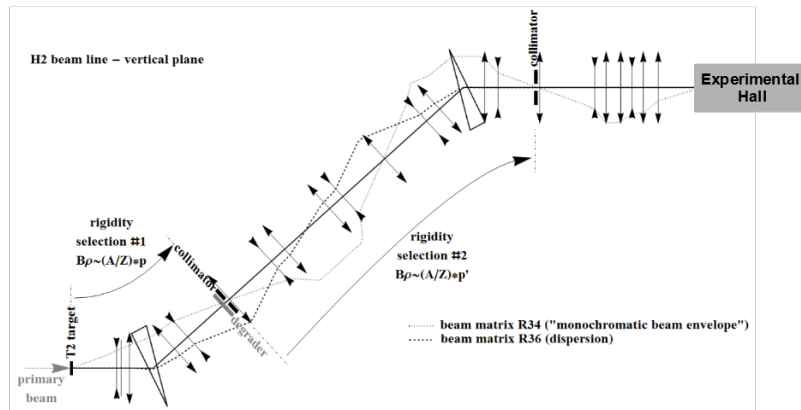 H2 beam line – vertical plane
collimator
Experimental
Hall
rigidity
selection #1
Bρ~(A/Z)*p
collimator
degrader
rigidity
selection #2
Bρ~(A/Z)*p'
T2 target
primary
beam
beam matrix R34 ("monochromatic beam envelope")
beam matrix R36 (dispersion)